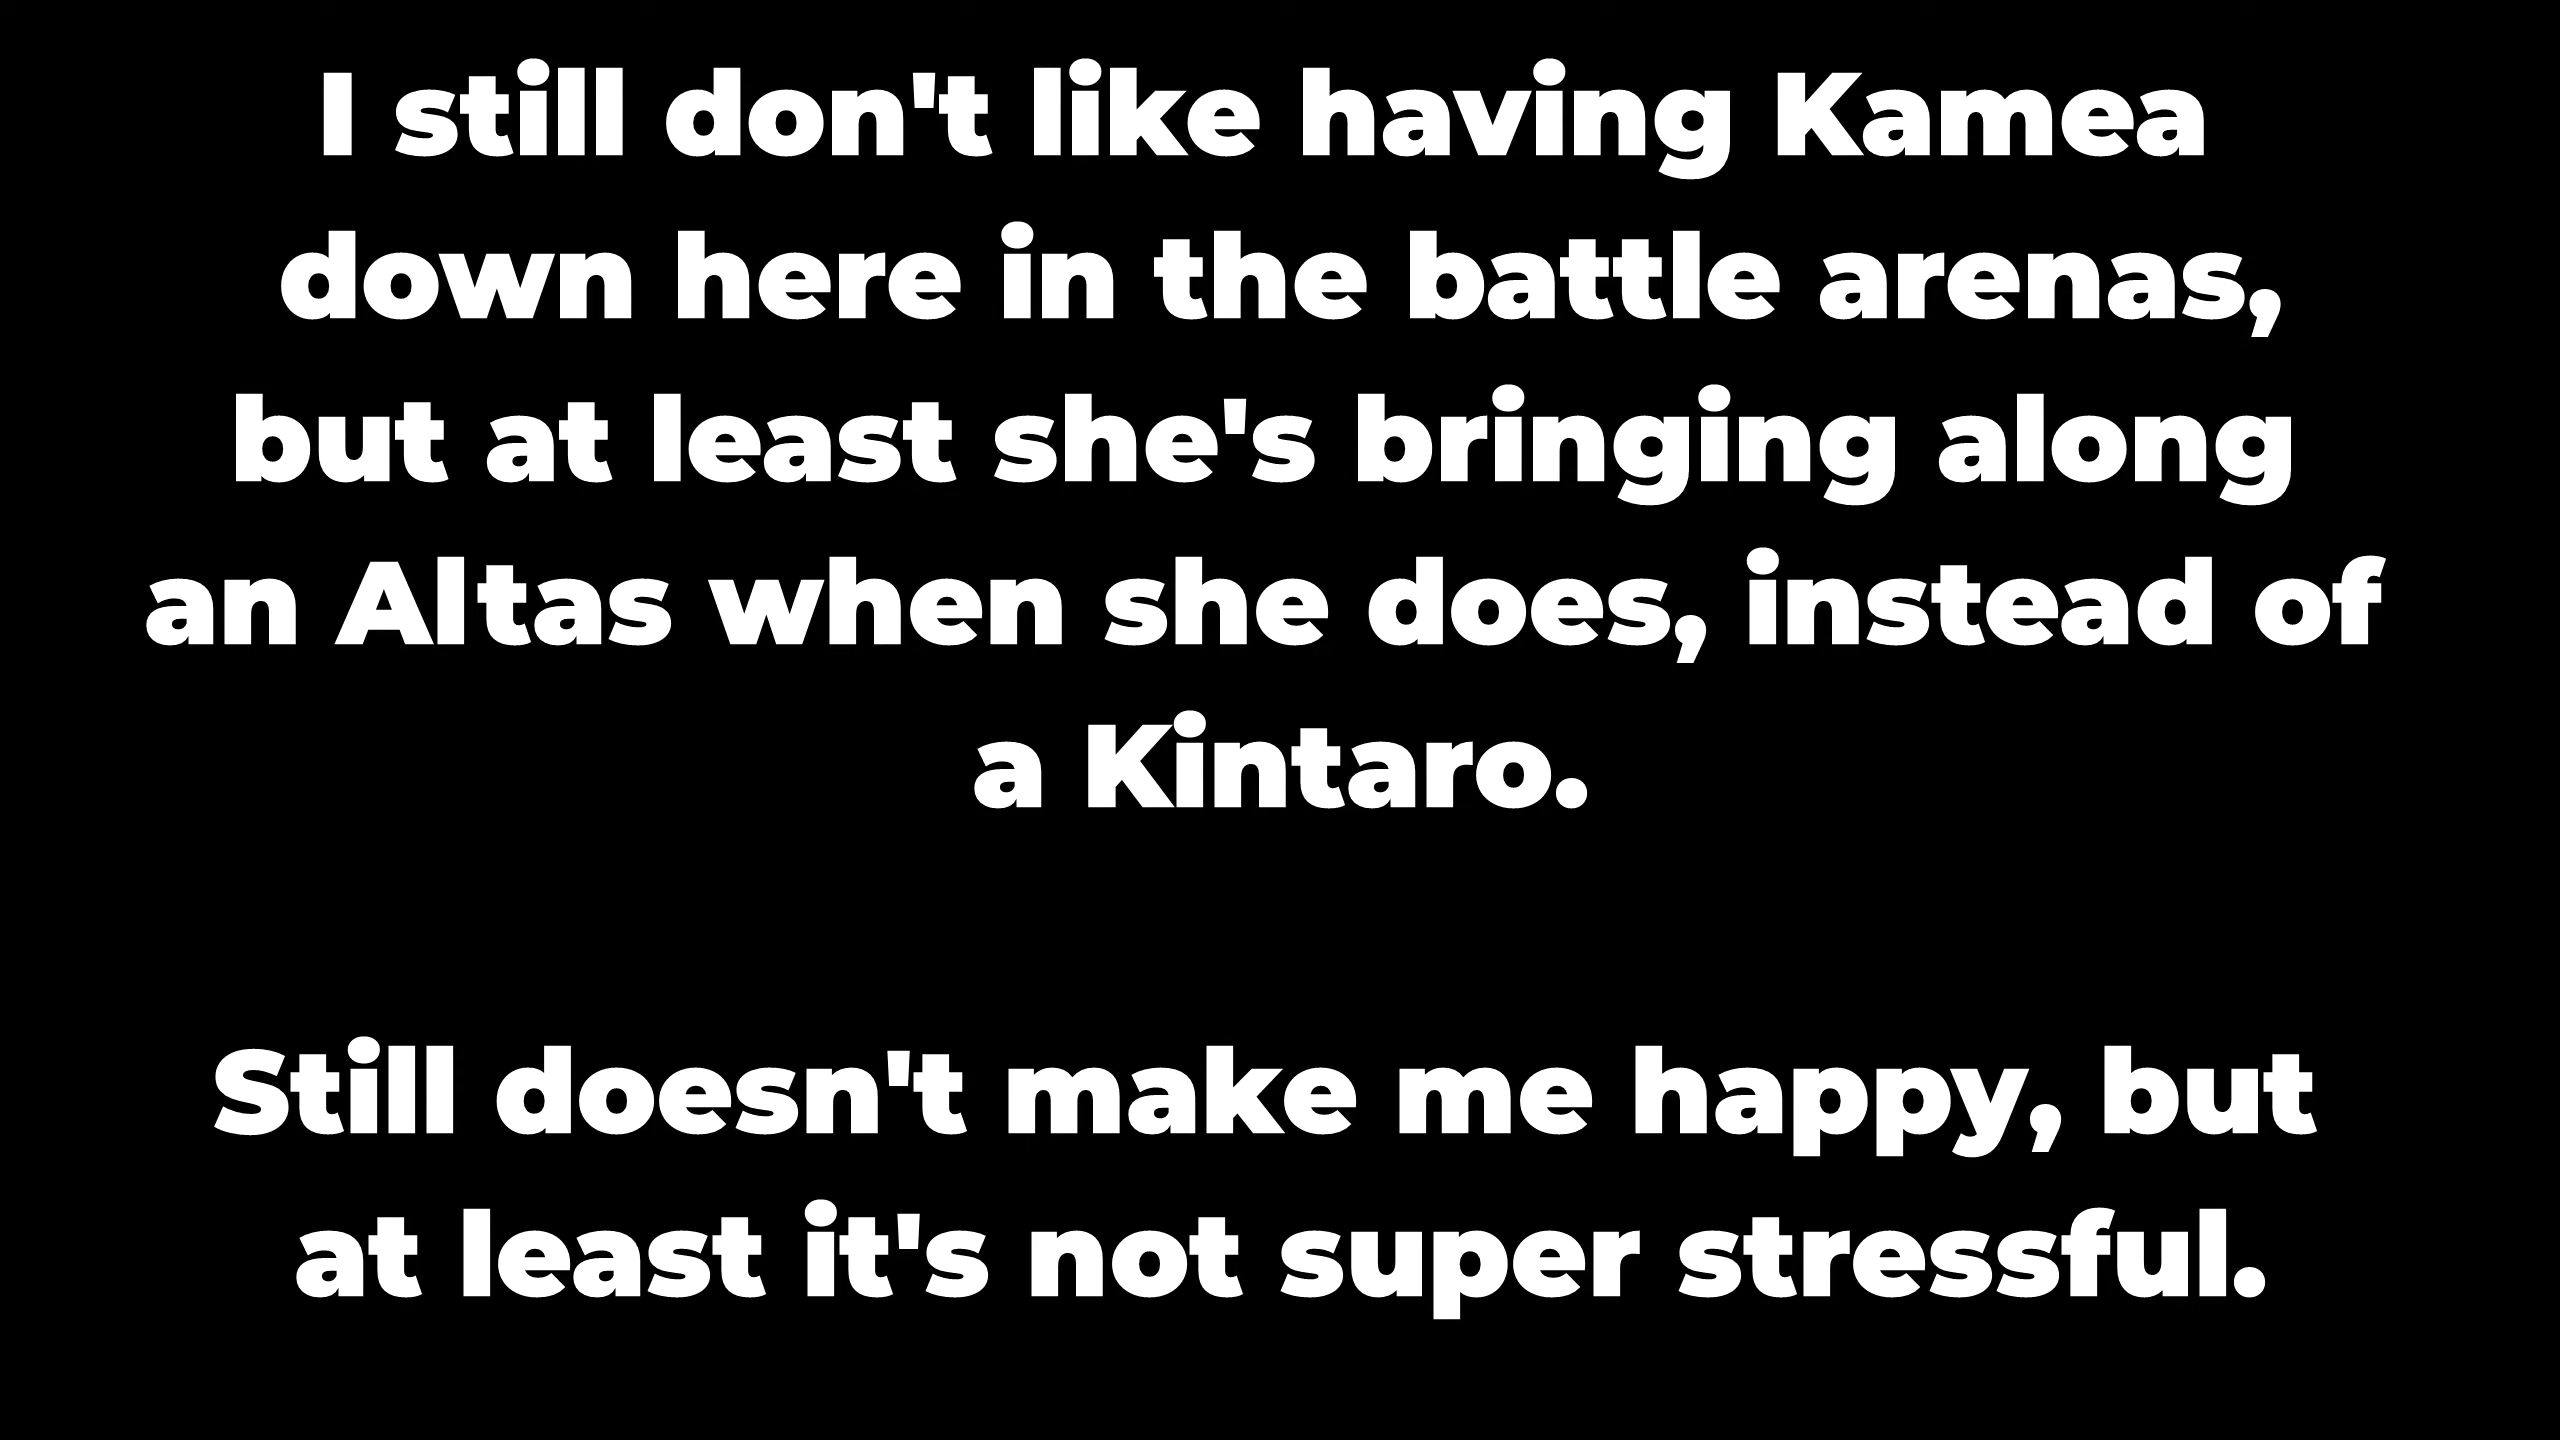 I still don't like having Kamea
down here in the battle arenas,
but at least she's bringing along
an Altas when she does, instead of
a Kintaro.
Still doesn't make me happy, but
at least it's not super stressful.